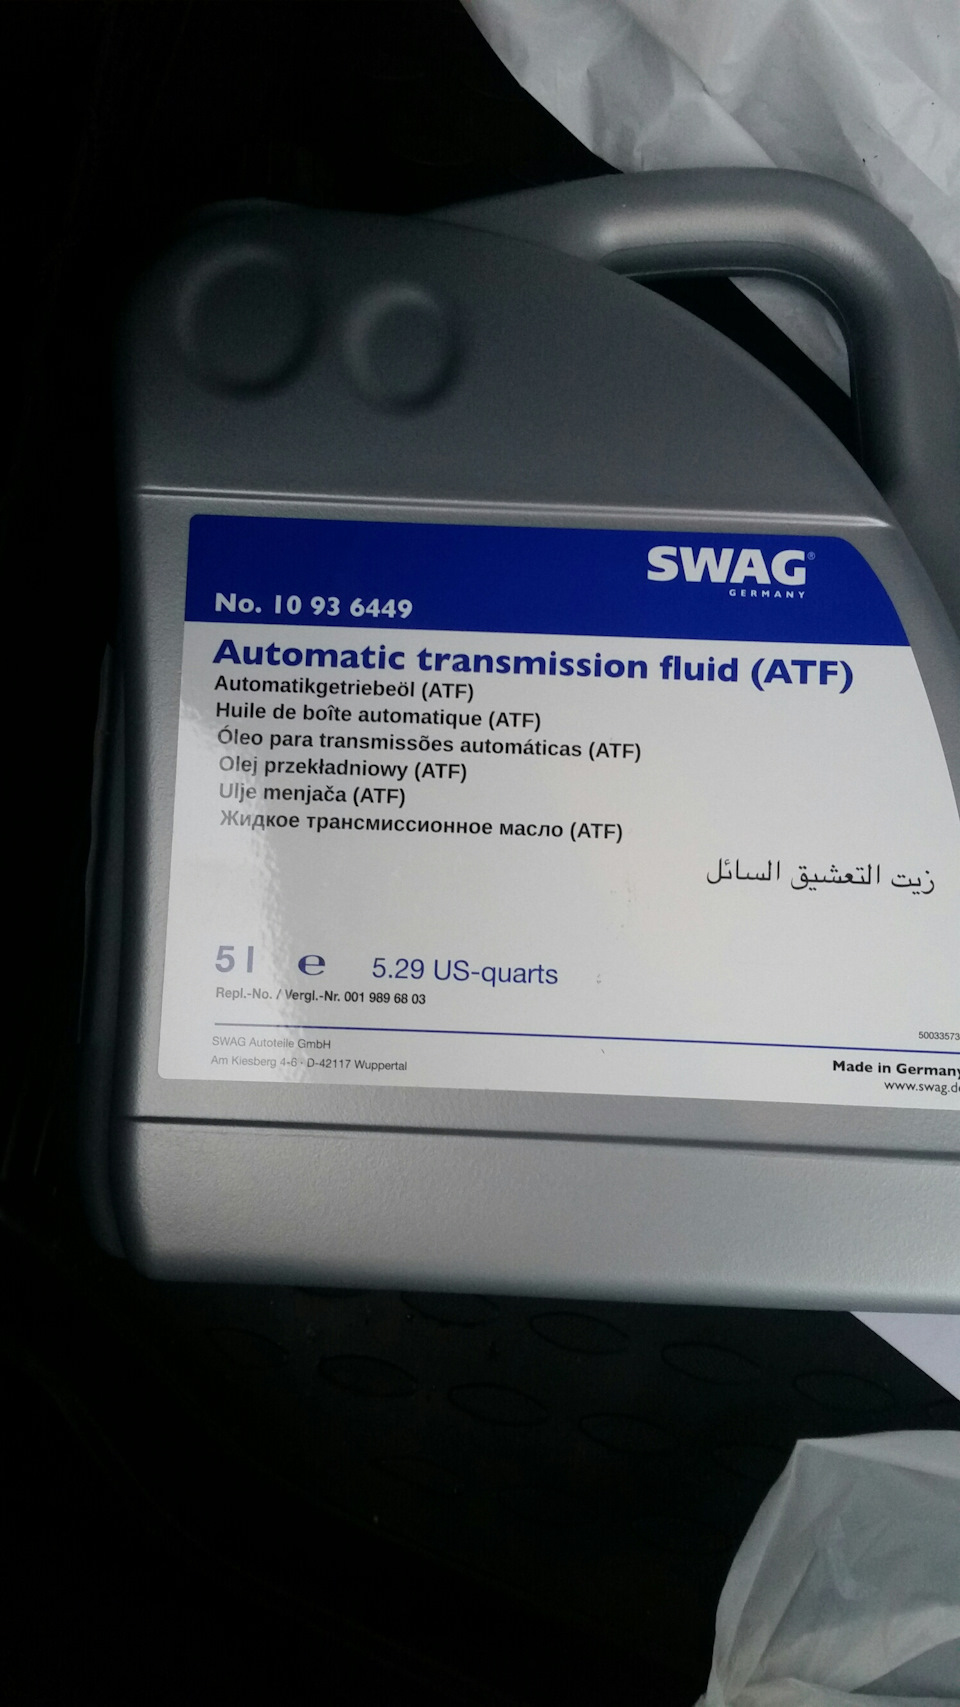 SWAG®
GERMANY
No. 10 93 6449
Automatic transmission fluid (ATF)
Automatikgetriebeöl (ATF)
Huile de boîte automatique (ATF)
Óleo para transmissões automáticas (ATF)
Olej przekładniowy (ATF)
Ulje menjača (ATF)
Жидкое трансмиссионное масло (ATF)
زيت التعشيق السائل
5 l e 5.29 US-quarts
Repl.-No. / Vergl.-Nr. 001 989 68 03
50033573
SWAG Autoteile GmbH
Am Kiesberg 4-6 · D-42117 Wuppertal
Made in Germany
www.swag.de